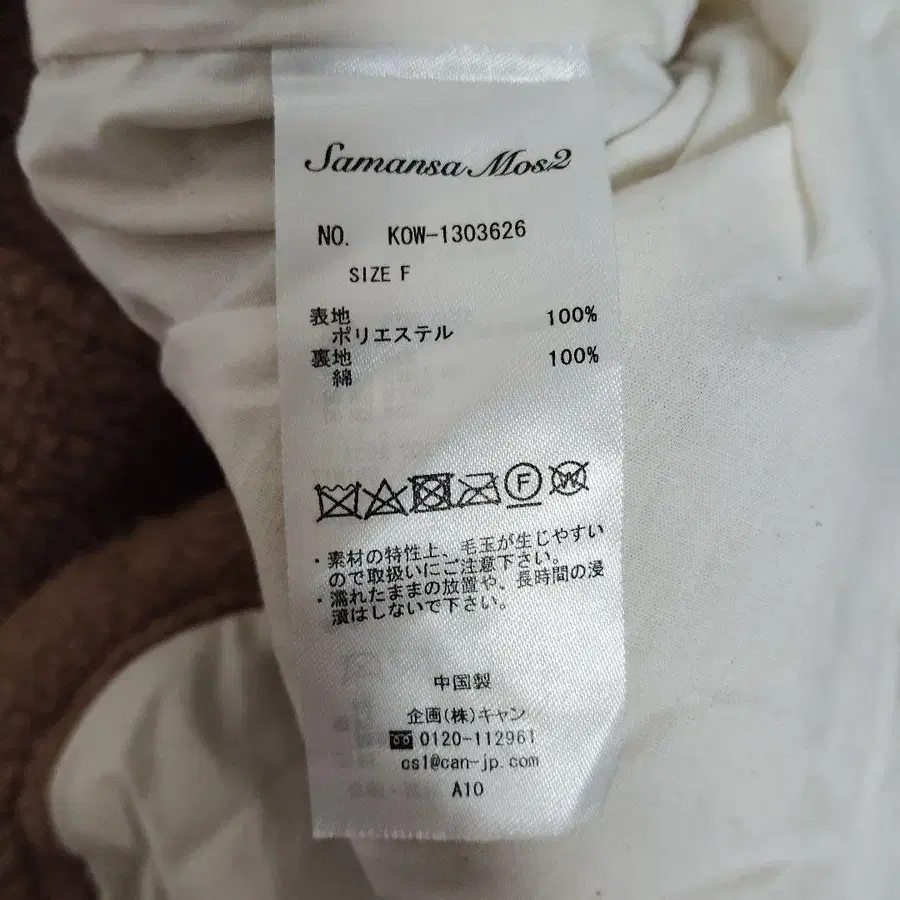 Samansa Mos2
NO. KOW-1303626
SIZE F
表地 100%
ポリエステル
裏地 100%
綿
F W
・素材の特性上、毛玉が生じやすい
ので取扱いにご注意下さい。
・濡れたままの放置や、長時間の浸
漬はしないで下さい。
中国製
企画(株)キャン
0120-112961
cs1@can-jp.com
A10